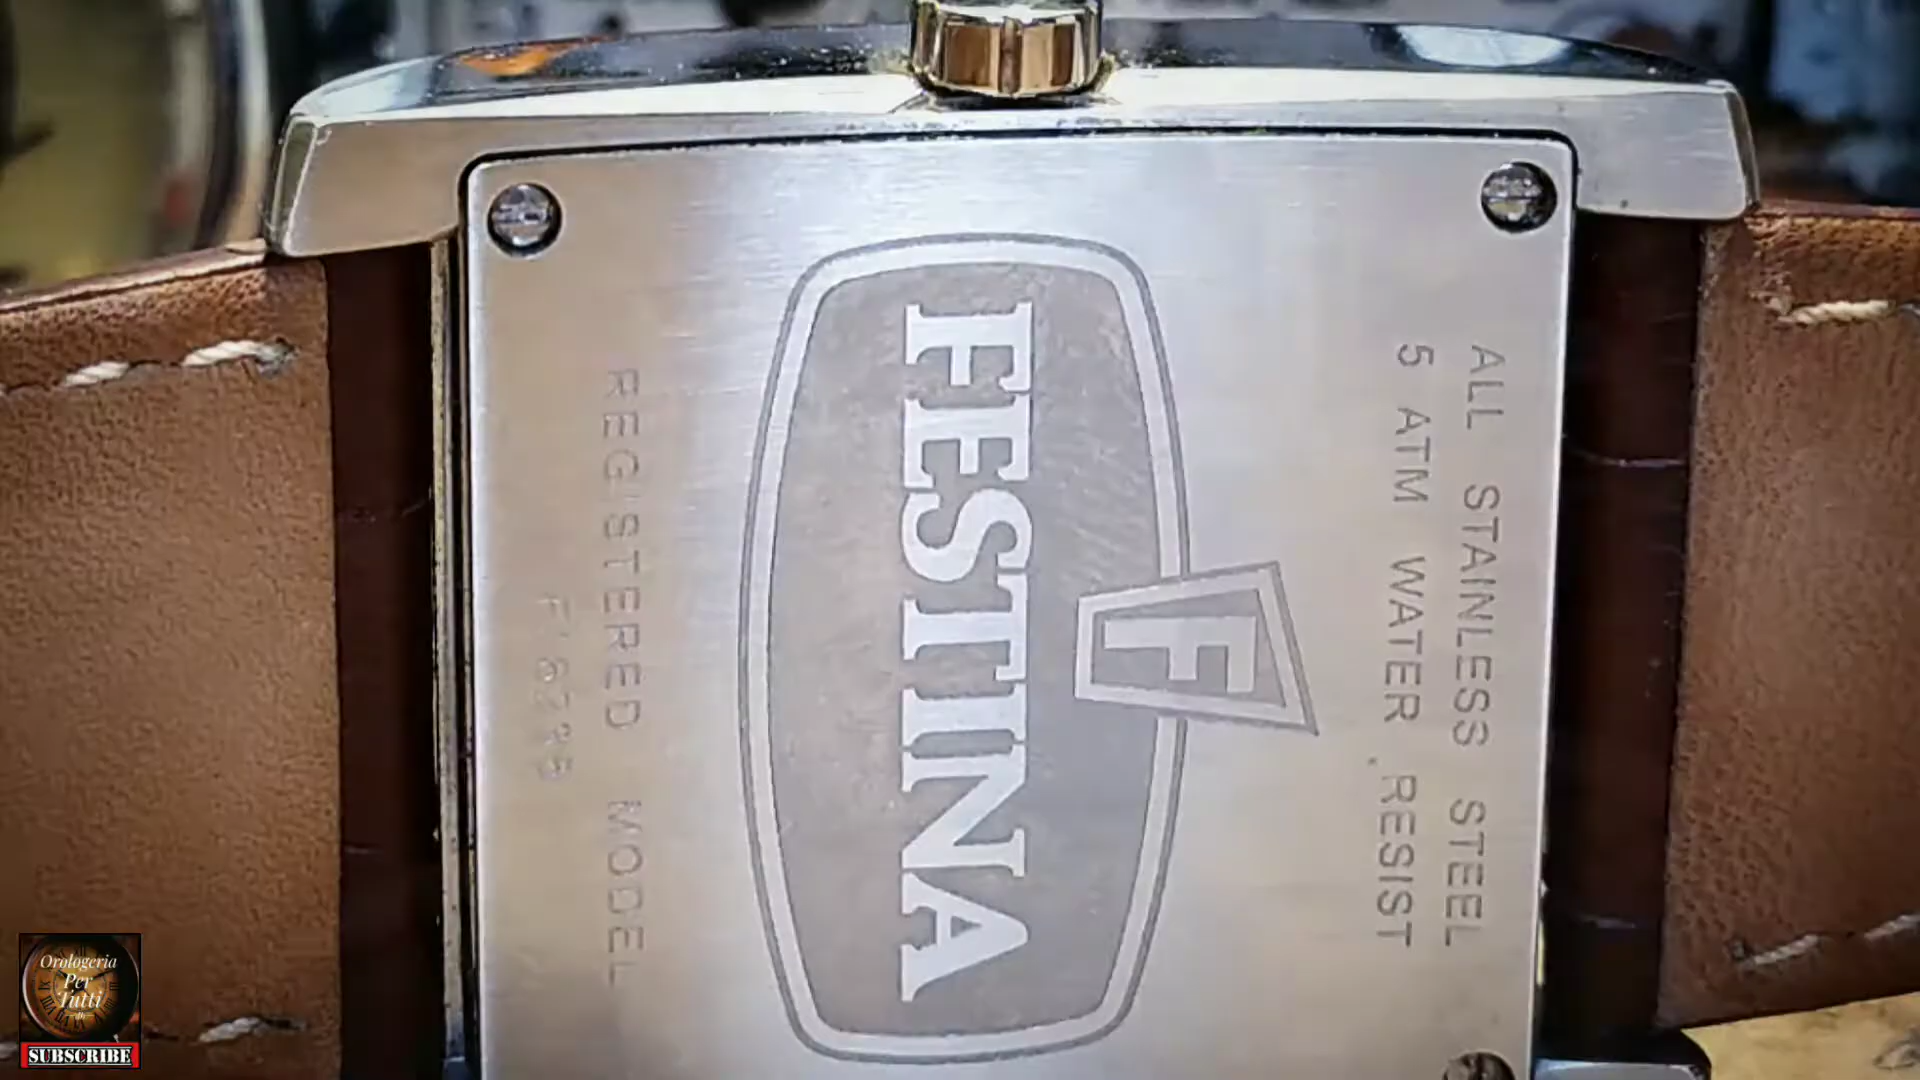 ALL STAINLESS STEEL
5 ATM WATER RESIST
F
FESTINA
REGISTERED MODEL
Orologeria
Per
Tutti
SUBSCRIBE